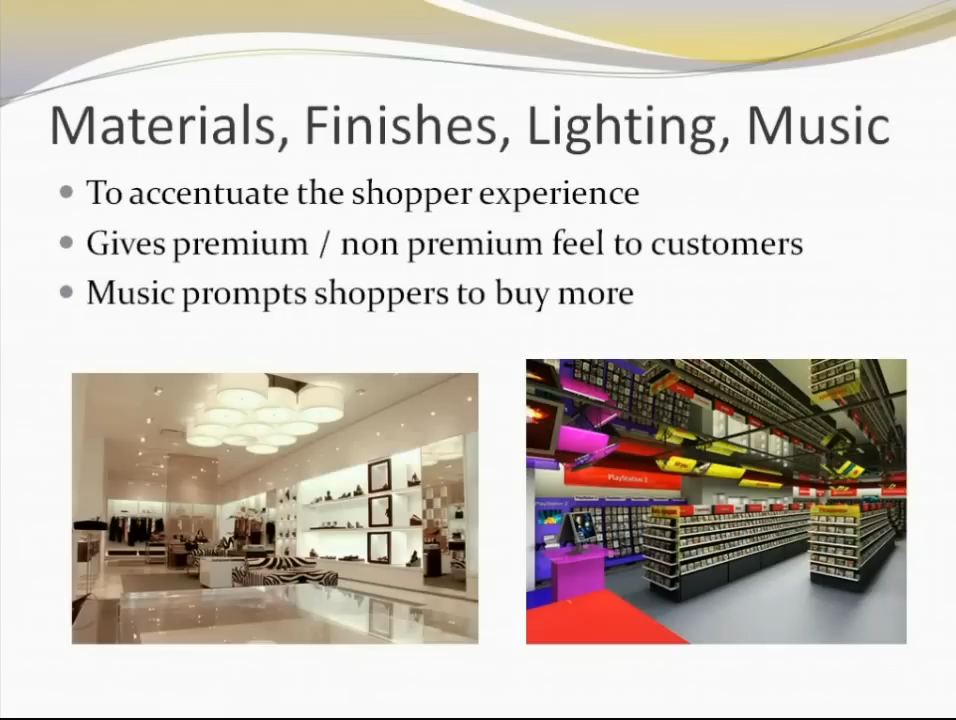 Materials, Finishes, Lighting, Music
To accentuate the shopper experience
Gives premium / non premium feel to customers
Music prompts shoppers to buy more
PlayStation 2